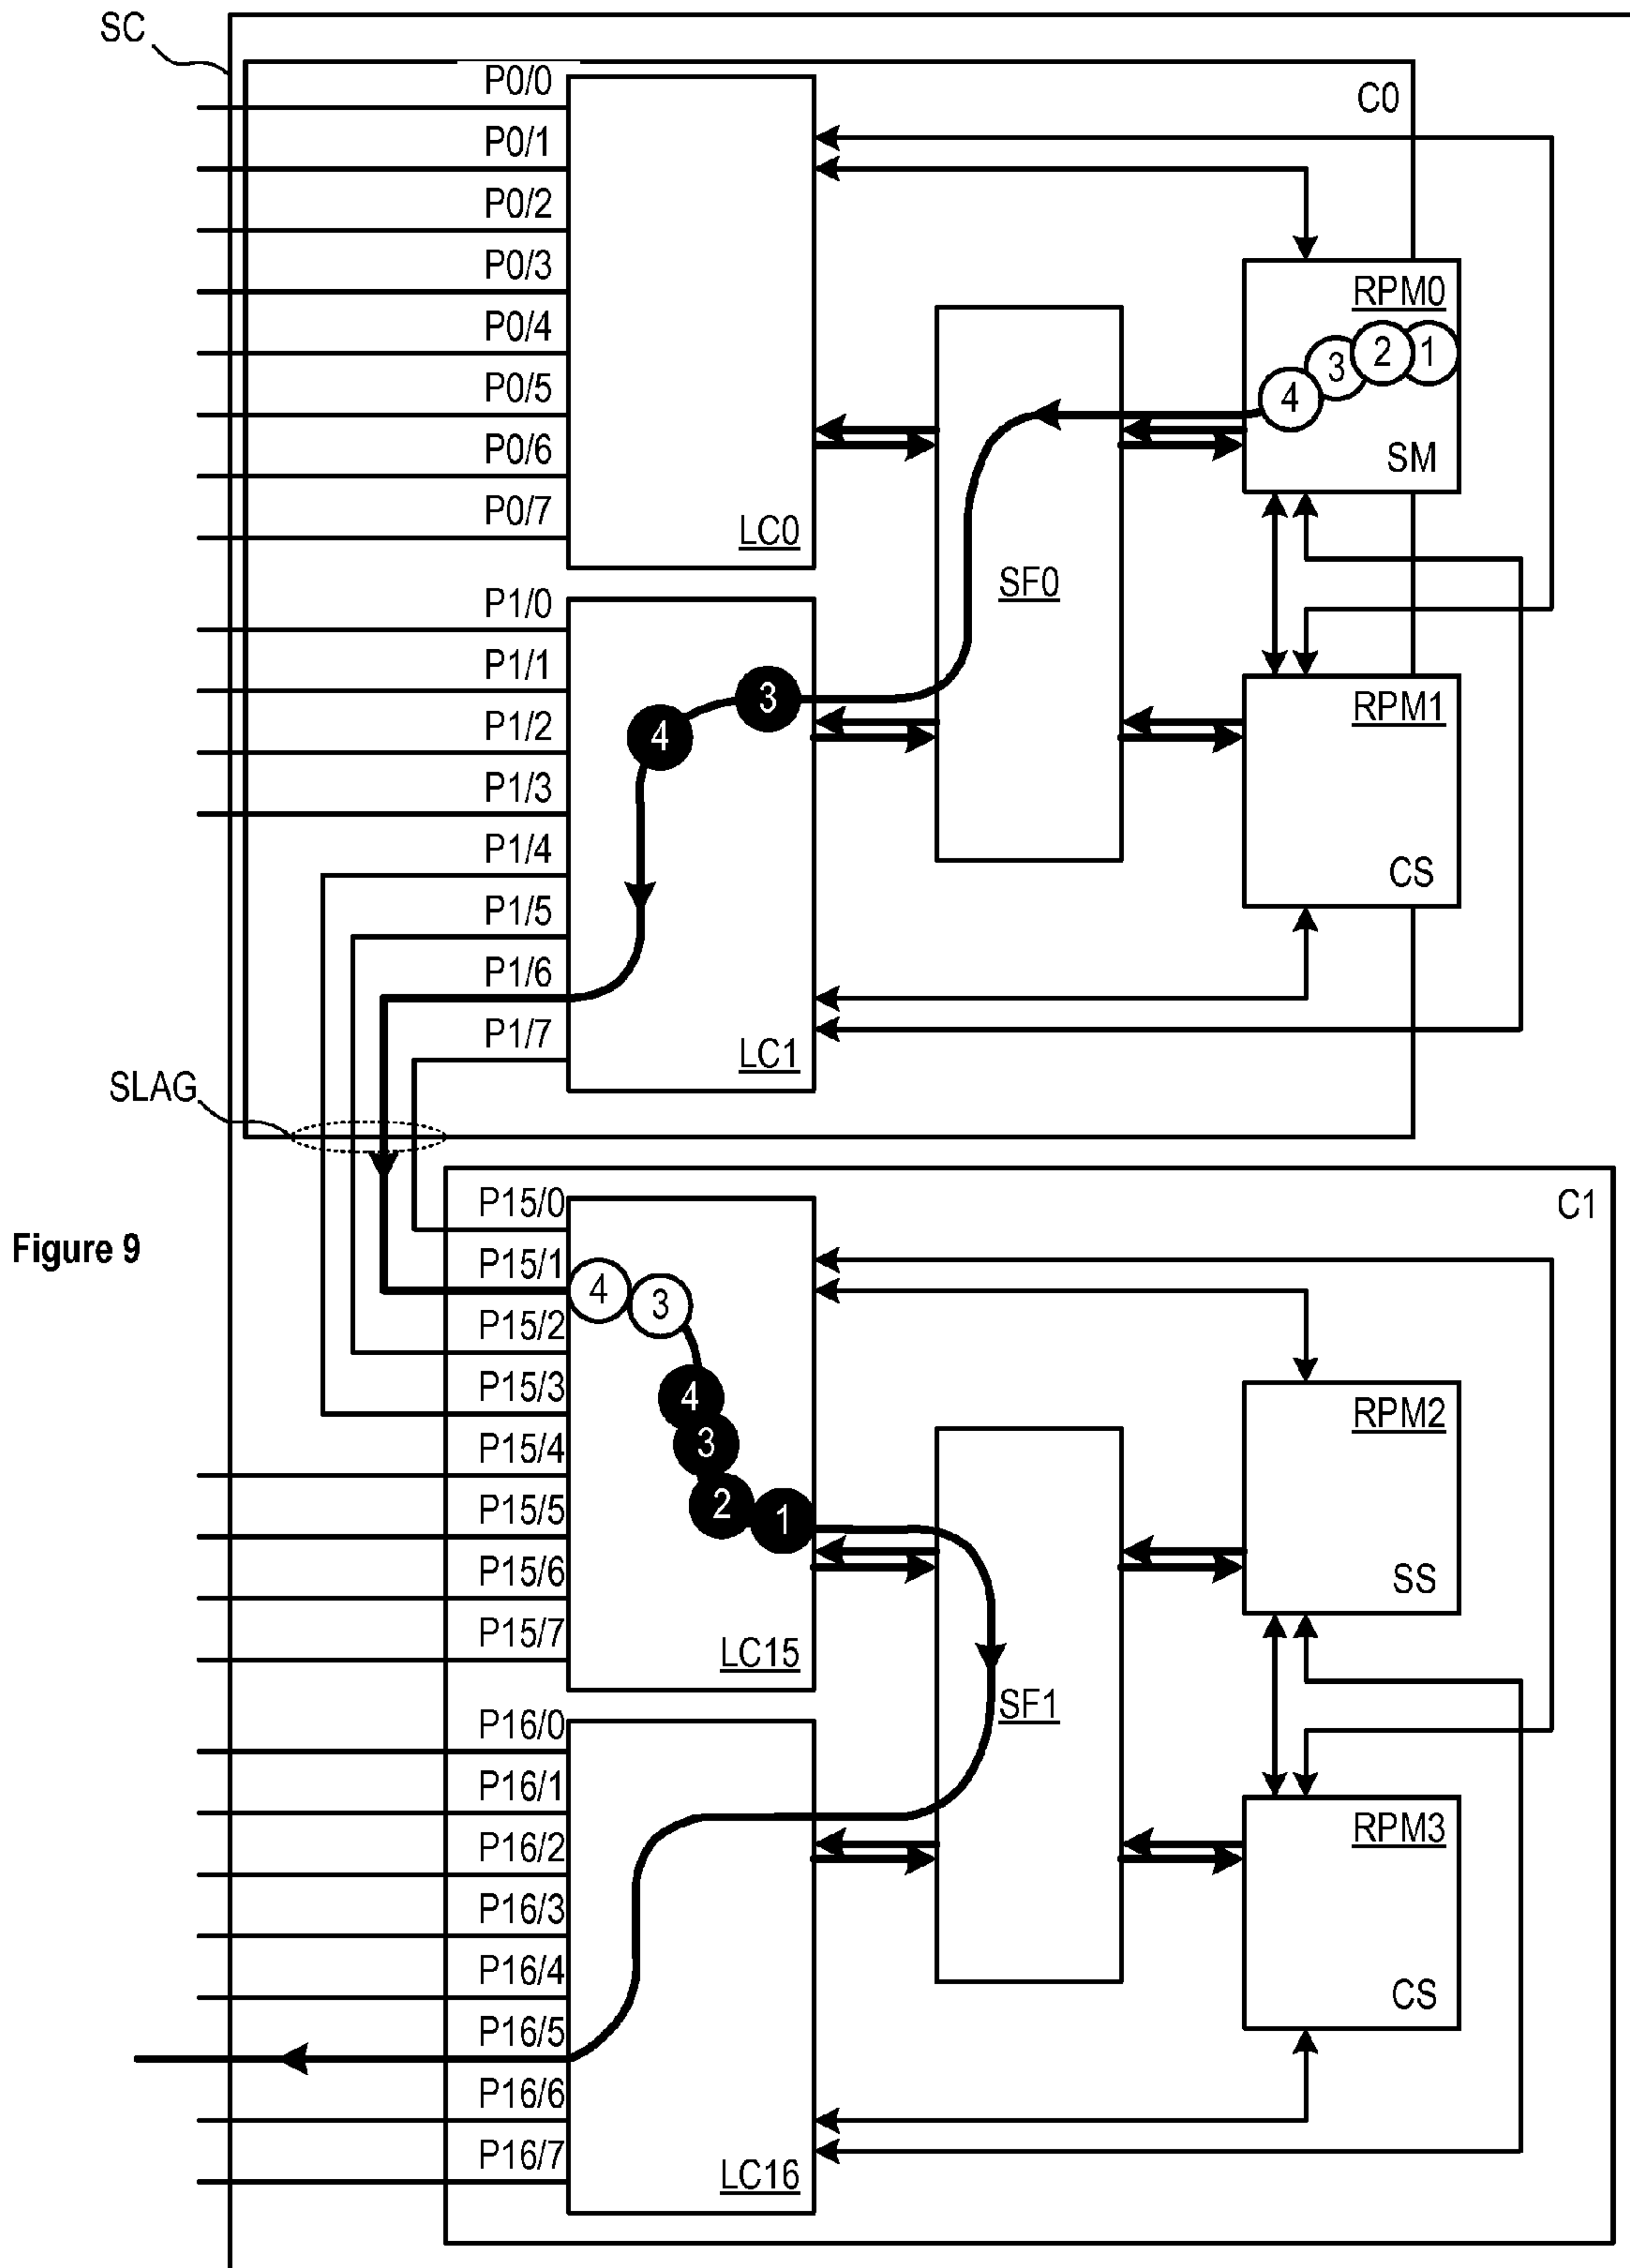 SC
P0/0
C0
P0/1
P0/2
P0/3
RPM0
P0/4
1
2
3
4
P0/5
P0/6
SM
P0/7
LC0
SF0
P1/0
P1/1
3
RPM1
P1/2
4
P1/3
P1/4
CS
P1/5
P1/6
P1/7
LC1
SLAG
P15/0
C1
Figure 9
P15/1
4
3
P15/2
P15/3
4
RPM2
P15/4
3
P15/5
2
1
P15/6
SS
P15/7
LC15
SF1
P16/0
P16/1
RPM3
P16/2
P16/3
P16/4
CS
P16/5
P16/6
P16/7
LC16